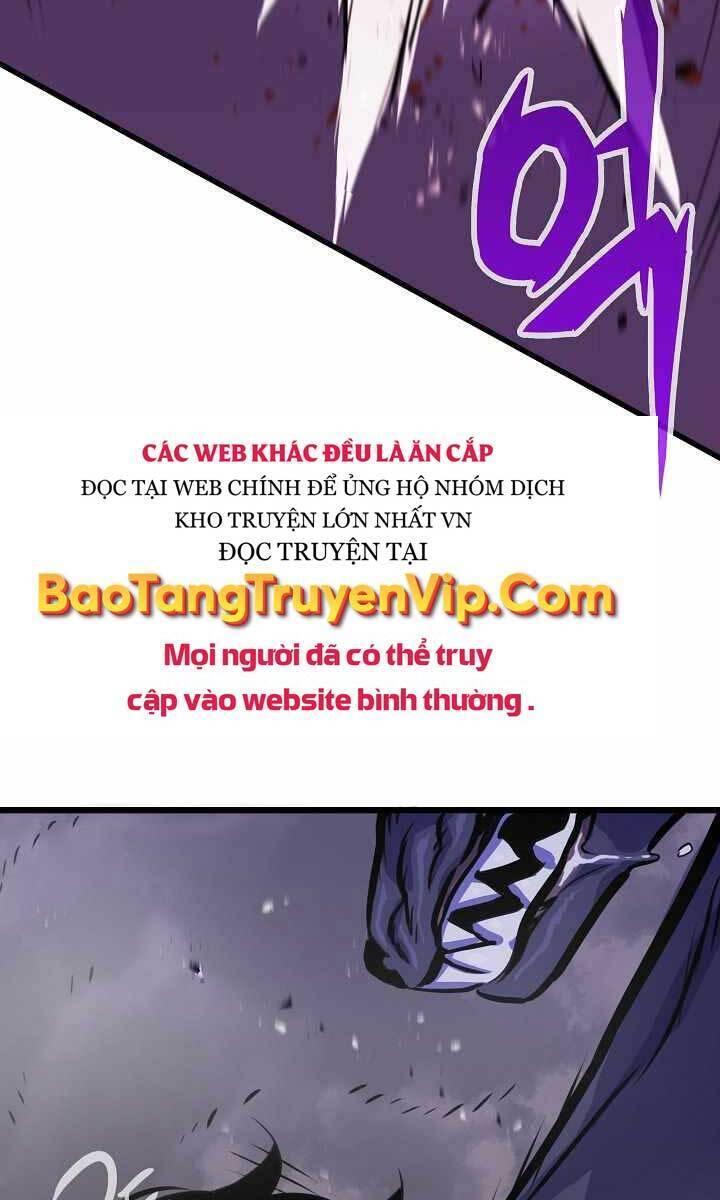 아
CÁC WEB KHÁC ĐỀU LÀ ĂN CẮP
ĐỌC TẠI WEB CHÍNH ĐỂ ỦNG HỘ NHÓM DỊCH
KHO TRUYỆN LỚN NHẤT VN
ĐỌC TRUYỆN TẠI
BaoTangTruyenVip.Com
Mọi người đã có thể truy
cập vào website bình thường.